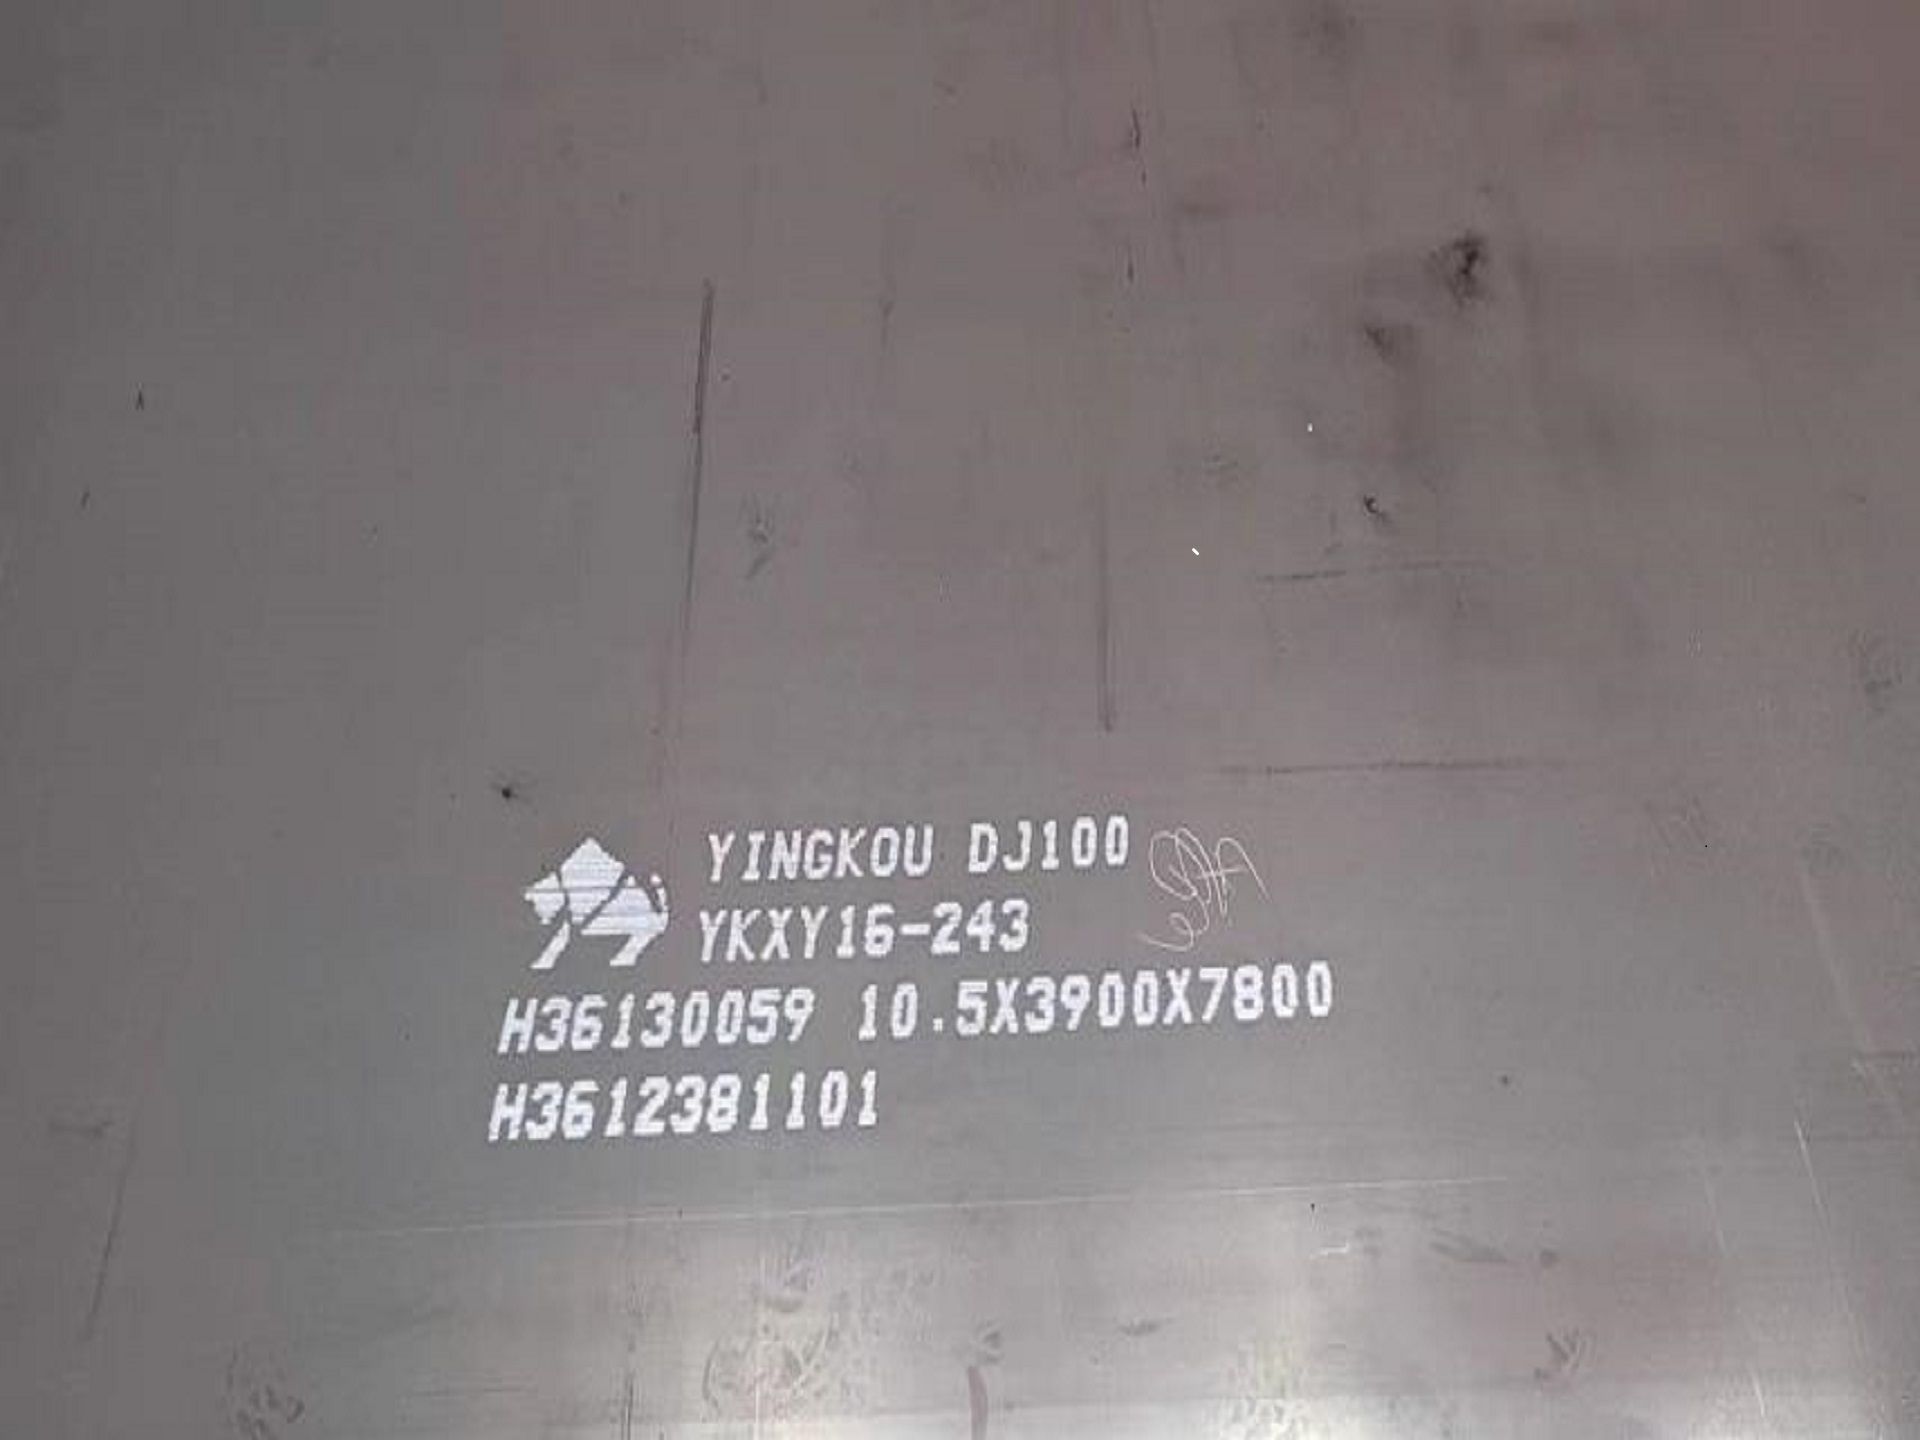 YINGKOU DJ100
YKXY16-243
H36130059 10.5X3900X7800
H3612381101